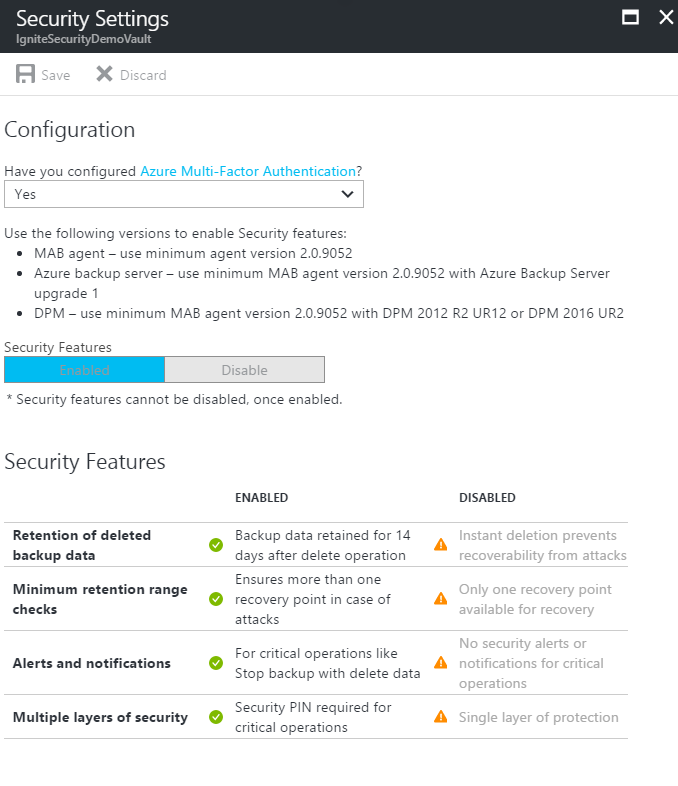 Security Settings
IgniteSecurityDemoVault
Save Discard
Configuration
Have you configured Azure Multi-Factor Authentication?
Yes
Use the following versions to enable Security features:
• MAB agent – use minimum agent version 2.0.9052
• Azure backup server – use minimum MAB agent version 2.0.9052 with Azure Backup Server
upgrade 1
• DPM – use minimum MAB agent version 2.0.9052 with DPM 2012 R2 UR12 or DPM 2016 UR2
Security Features
Enabled Disable
* Security features cannot be disabled, once enabled.
Security Features
ENABLED DISABLED
Retention of deleted
backup data
Backup data retained for 14
days after delete operation
Instant deletion prevents
recoverability from attacks
Minimum retention range
checks
Ensures more than one
recovery point in case of
attacks
Only one recovery point
available for recovery
Alerts and notifications
For critical operations like
Stop backup with delete data
No security alerts or
notifications for critical
operations
Multiple layers of security
Security PIN required for
critical operations
Single layer of protection